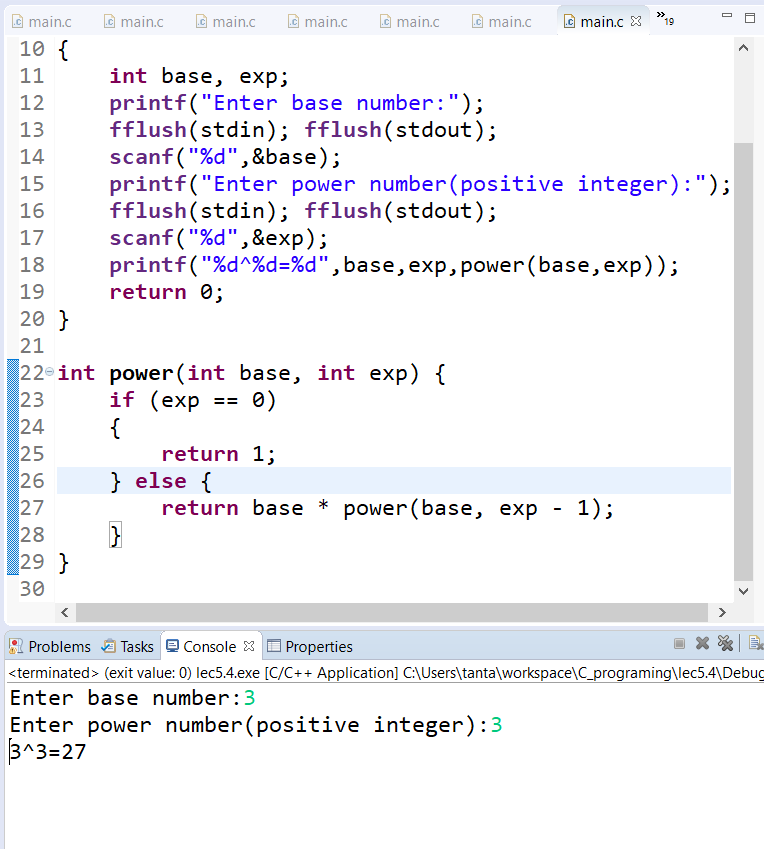 main.c main.c main.c main.c main.c main.c main.c »19
10 {
11     int base, exp;
12     printf("Enter base number:");
13     fflush(stdin); fflush(stdout);
14     scanf("%d",&base);
15     printf("Enter power number(positive integer):");
16     fflush(stdin); fflush(stdout);
17     scanf("%d",&exp);
18     printf("%d^%d=%d",base,exp,power(base,exp));
19     return 0;
20 }
21
22 int power(int base, int exp) {
23     if (exp == 0)
24     {
25         return 1;
26     } else {
27         return base * power(base, exp - 1);
28     }
29 }
30
Problems Tasks Console Properties
<terminated> (exit value: 0) lec5.4.exe [C/C++ Application] C:\Users\tanta\workspace\C_programing\lec5.4\Debug
Enter base number:3
Enter power number(positive integer):3
3^3=27